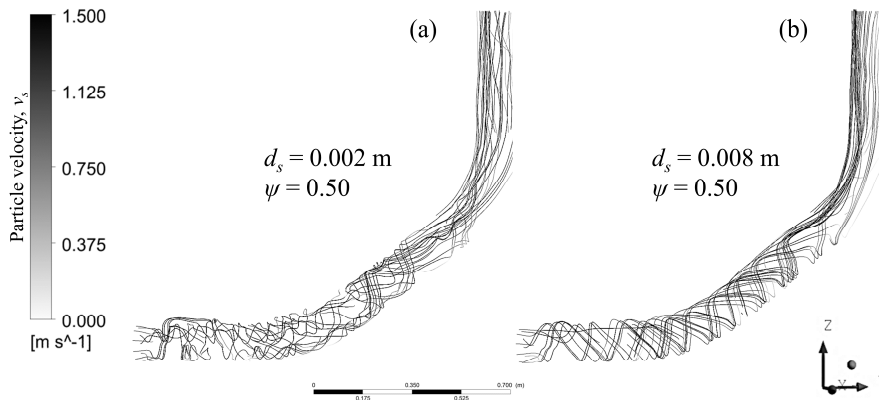 1.500
1.125
0.750
0.375
0.000
[m s^-1]
Particle velocity, vₛ
(a)
dₛ = 0.002 m
ψ = 0.50
(b)
dₛ = 0.008 m
ψ = 0.50
0 0.350 0.700 (m)
0.175 0.525
Z
X